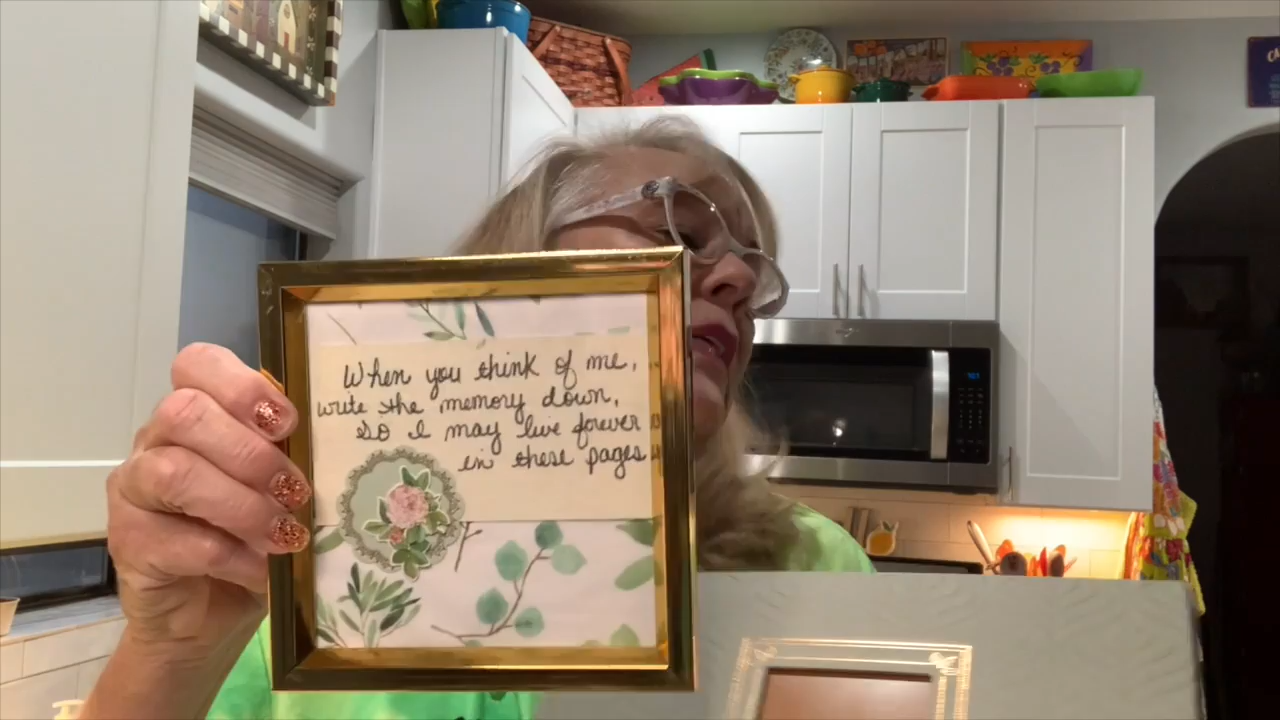 When you think of me,
write the memory down,
so I may live forever
in these pages